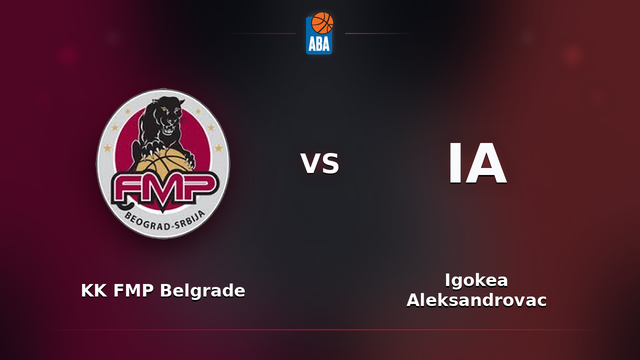 ABA
FMP
BEOGRAD-SRBIJA
VS
IA
KK FMP Belgrade
Igokea
Aleksandrovac